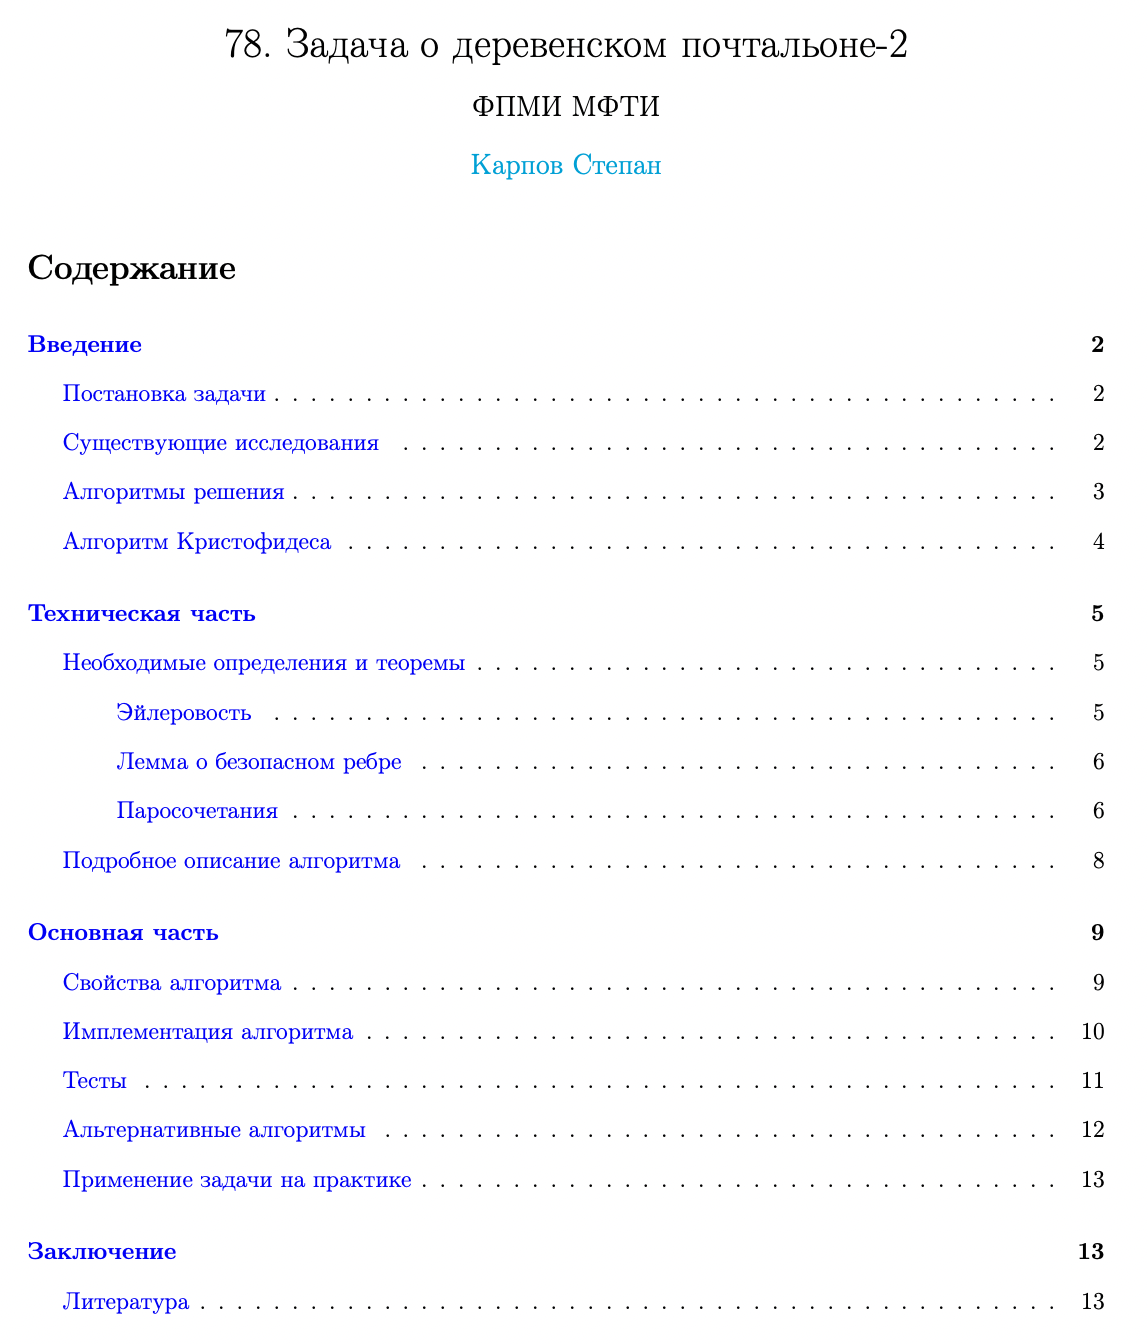 78. Задача о деревенском почтальоне-2
ФПМИ МФТИ
Карпов Степан
Содержание
Введение 2
Постановка задачи . . . . . . . . . . . . . . . . . . . . . . . . . . . . . . . . . . . . . . . . . . . 2
Существующие исследования . . . . . . . . . . . . . . . . . . . . . . . . . . . . . . . . . . . . 2
Алгоритмы решения . . . . . . . . . . . . . . . . . . . . . . . . . . . . . . . . . . . . . . . . . . 3
Алгоритм Кристофидеса . . . . . . . . . . . . . . . . . . . . . . . . . . . . . . . . . . . . . . . 4
Техническая часть 5
Необходимые определения и теоремы . . . . . . . . . . . . . . . . . . . . . . . . . . . . . . . . 5
Эйлеровость . . . . . . . . . . . . . . . . . . . . . . . . . . . . . . . . . . . . . . . . . . . 5
Лемма о безопасном ребре . . . . . . . . . . . . . . . . . . . . . . . . . . . . . . . . . . . 6
Паросочетания . . . . . . . . . . . . . . . . . . . . . . . . . . . . . . . . . . . . . . . . . . 6
Подробное описание алгоритма . . . . . . . . . . . . . . . . . . . . . . . . . . . . . . . . . . . 8
Основная часть 9
Свойства алгоритма . . . . . . . . . . . . . . . . . . . . . . . . . . . . . . . . . . . . . . . . . . 9
Имплементация алгоритма . . . . . . . . . . . . . . . . . . . . . . . . . . . . . . . . . . . . . . 10
Тесты . . . . . . . . . . . . . . . . . . . . . . . . . . . . . . . . . . . . . . . . . . . . . . . . . . 11
Альтернативные алгоритмы . . . . . . . . . . . . . . . . . . . . . . . . . . . . . . . . . . . . . 12
Применение задачи на практике . . . . . . . . . . . . . . . . . . . . . . . . . . . . . . . . . . . 13
Заключение 13
Литература . . . . . . . . . . . . . . . . . . . . . . . . . . . . . . . . . . . . . . . . . . . . . . . 13